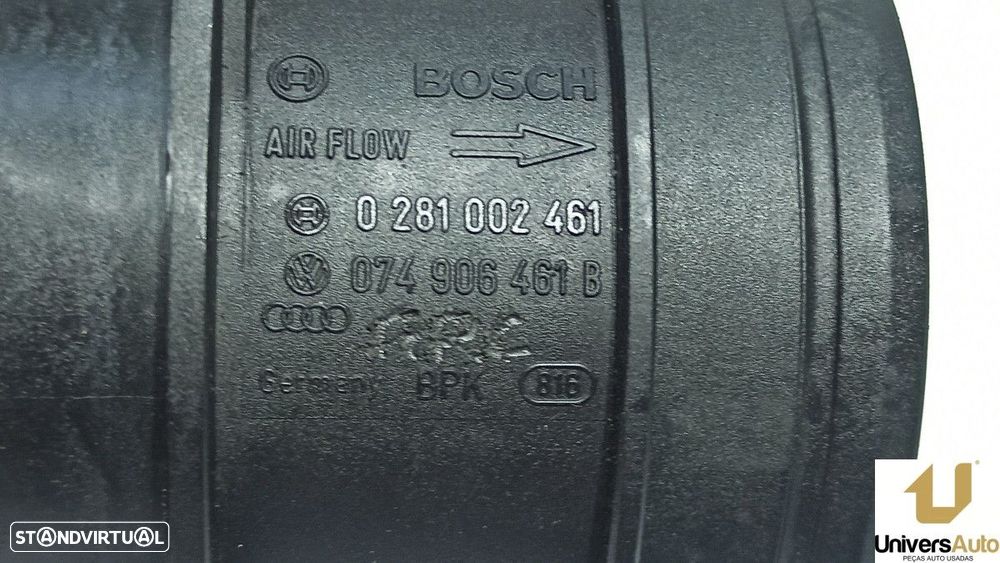 BOSCH
AIR FLOW
0 281 002 461
074 906 461 B
Germany BPK 816
STANDVIRTUAL
UniversAuto
PEÇAS AUTO USADAS